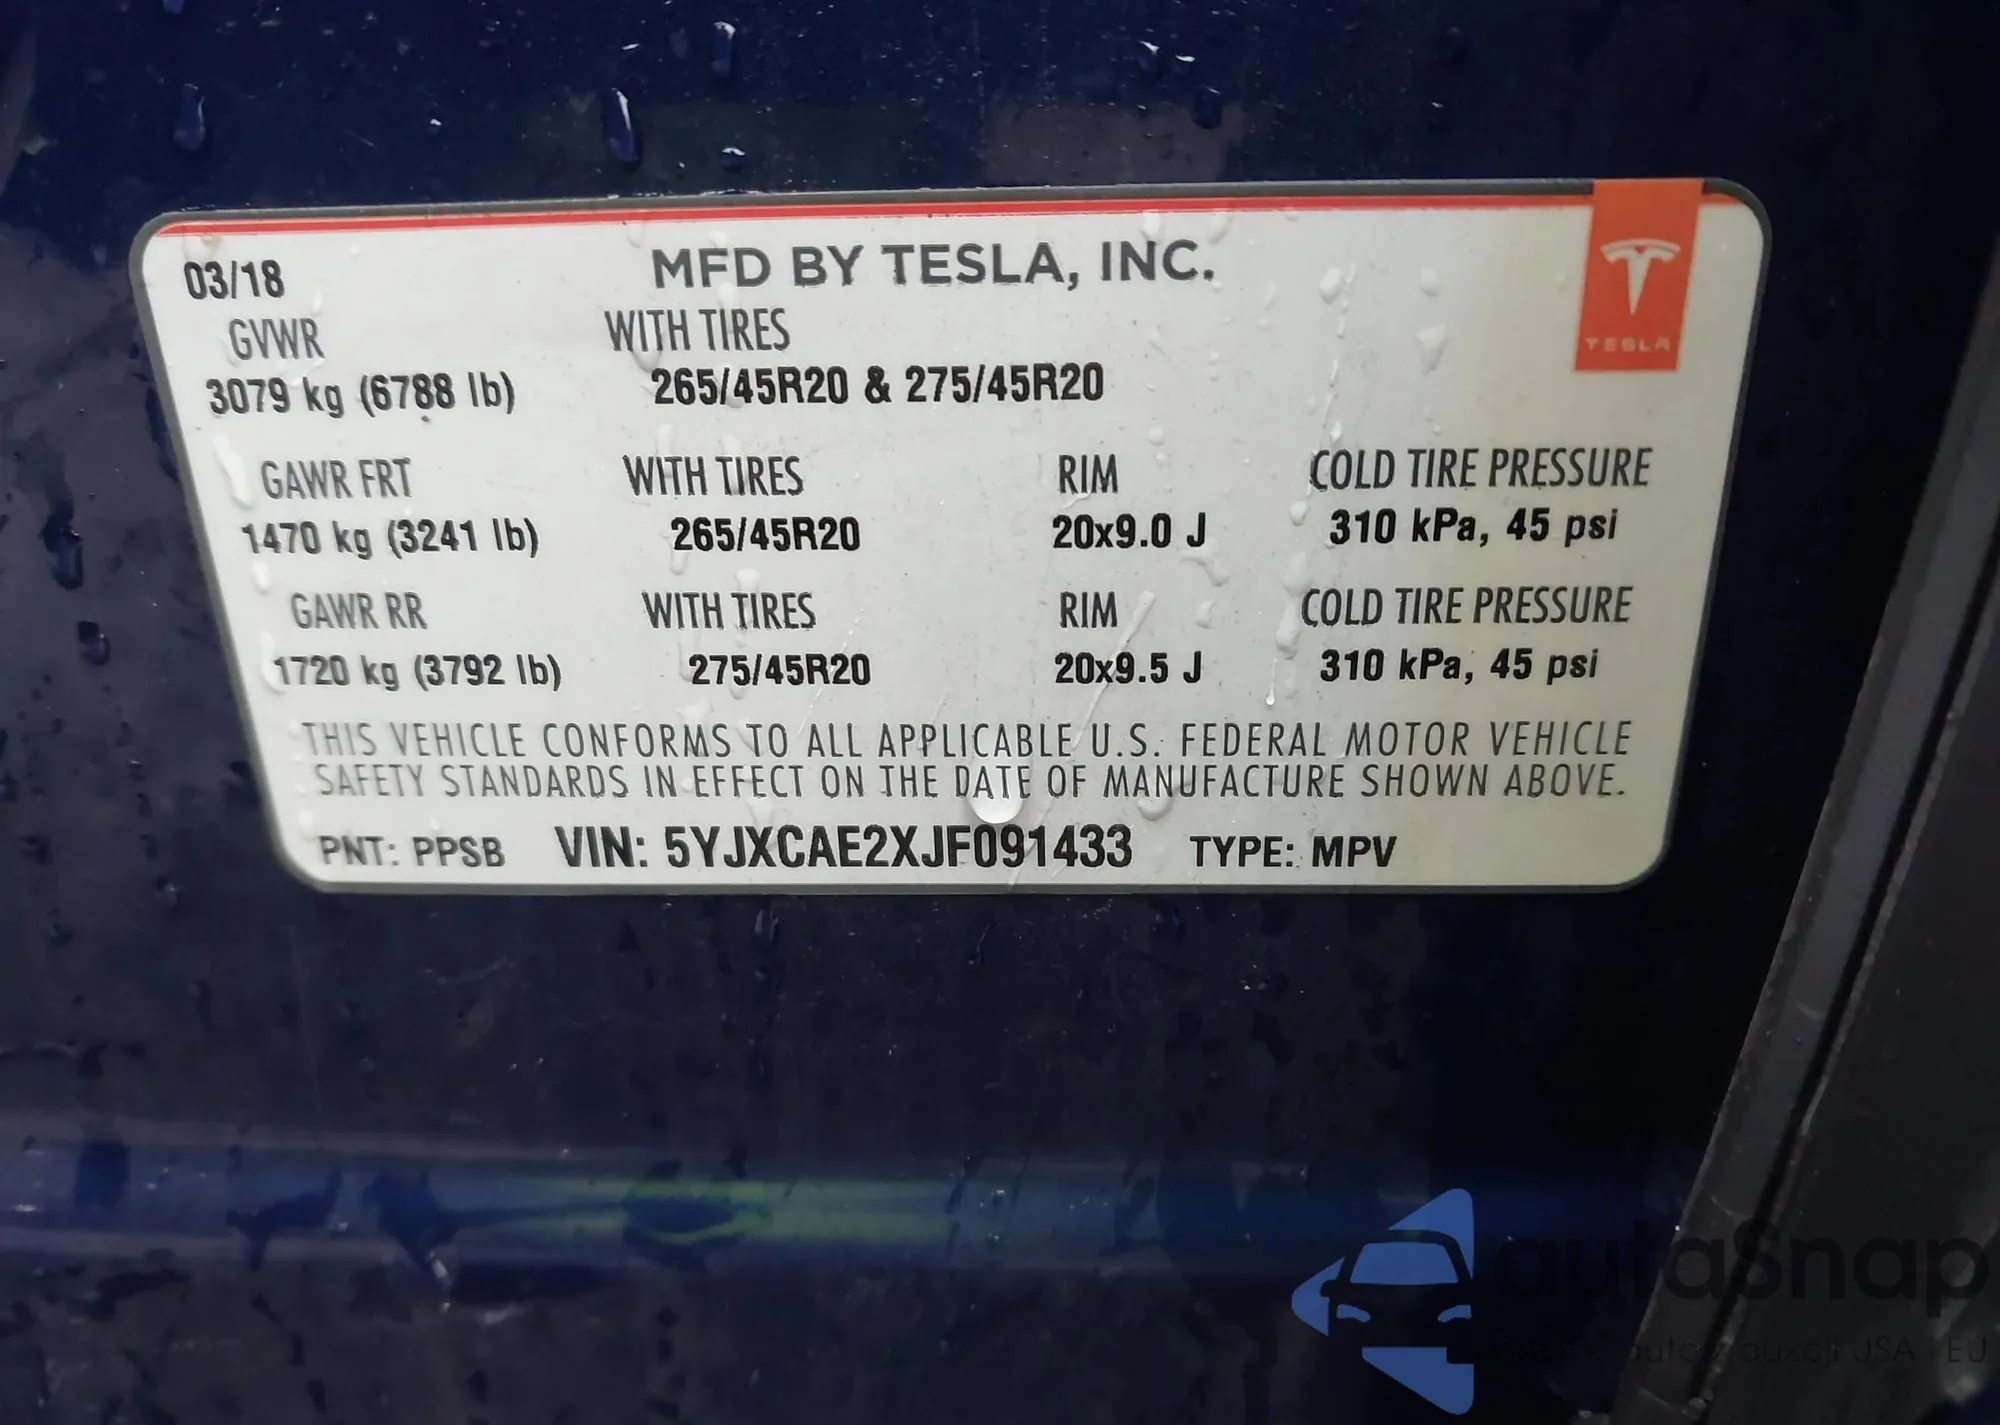 03/18 MFD BY TESLA, INC.
TESLA
GVWR WITH TIRES
3079 kg (6788 lb) 265/45R20 & 275/45R20
GAWR FRT WITH TIRES RIM COLD TIRE PRESSURE
1470 kg (3241 lb) 265/45R20 20x9.0 J 310 kPa, 45 psi
GAWR RR WITH TIRES RIM COLD TIRE PRESSURE
1720 kg (3792 lb) 275/45R20 20x9.5 J 310 kPa, 45 psi
THIS VEHICLE CONFORMS TO ALL APPLICABLE U.S. FEDERAL MOTOR VEHICLE
SAFETY STANDARDS IN EFFECT ON THE DATE OF MANUFACTURE SHOWN ABOVE.
PNT: PPSB VIN: 5YJXCAE2XJF091433 TYPE: MPV
autaSnap
aukcji USA i EU